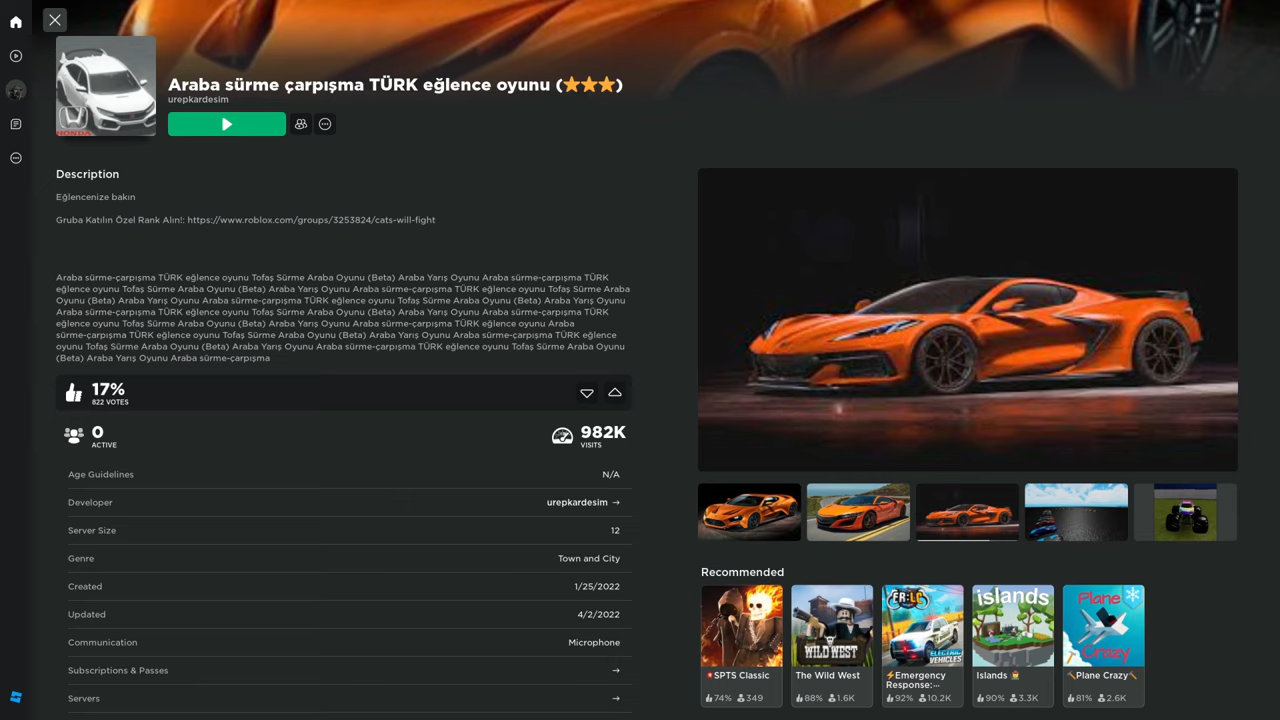 Araba sürme çarpışma TÜRK eğlence oyunu (⭐⭐⭐)
urepkardesim
HONDA
Description
Eğlencenize bakın
Gruba Katılın Özel Rank Alın!: https://www.roblox.com/groups/3253824/cats-will-fight
Araba sürme-çarpışma TÜRK eğlence oyunu Tofaş Sürme Araba Oyunu (Beta) Araba Yarış Oyunu Araba sürme-çarpışma TÜRK
eğlence oyunu Tofaş Sürme Araba Oyunu (Beta) Araba Yarış Oyunu Araba sürme-çarpışma TÜRK eğlence oyunu Tofaş Sürme Araba
Oyunu (Beta) Araba Yarış Oyunu Araba sürme-çarpışma TÜRK eğlence oyunu Tofaş Sürme Araba Oyunu (Beta) Araba Yarış Oyunu
Araba sürme-çarpışma TÜRK eğlence oyunu Tofaş Sürme Araba Oyunu (Beta) Araba Yarış Oyunu Araba sürme-çarpışma TÜRK
eğlence oyunu Tofaş Sürme Araba Oyunu (Beta) Araba Yarış Oyunu Araba sürme-çarpışma TÜRK eğlence oyunu Araba
sürme-çarpışma TÜRK eğlence oyunu Tofaş Sürme Araba Oyunu (Beta) Araba Yarış Oyunu Araba sürme-çarpışma TÜRK eğlence
oyunu Tofaş Sürme Araba Oyunu (Beta) Araba Yarış Oyunu Araba sürme-çarpışma TÜRK eğlence oyunu Tofaş Sürme Araba Oyunu
(Beta) Araba Yarış Oyunu Araba sürme-çarpışma
17%
822 VOTES
0
ACTIVE
982K
VISITS
Age Guidelines N/A
Developer urepkardesim →
Server Size 12
Genre Town and City
Created 1/25/2022
Updated 4/2/2022
Communication Microphone
Subscriptions & Passes →
Servers →
Recommended
WILD WEST
ER:LC
ELECTRIC
VEHICLES
islands
Plane
Crazy
💥SPTS Classic
74% 349
The Wild West
88% 1.6K
⚡Emergency
Response:...
92% 10.2K
Islands 👲
90% 3.3K
🔨Plane Crazy🔨
81% 2.6K